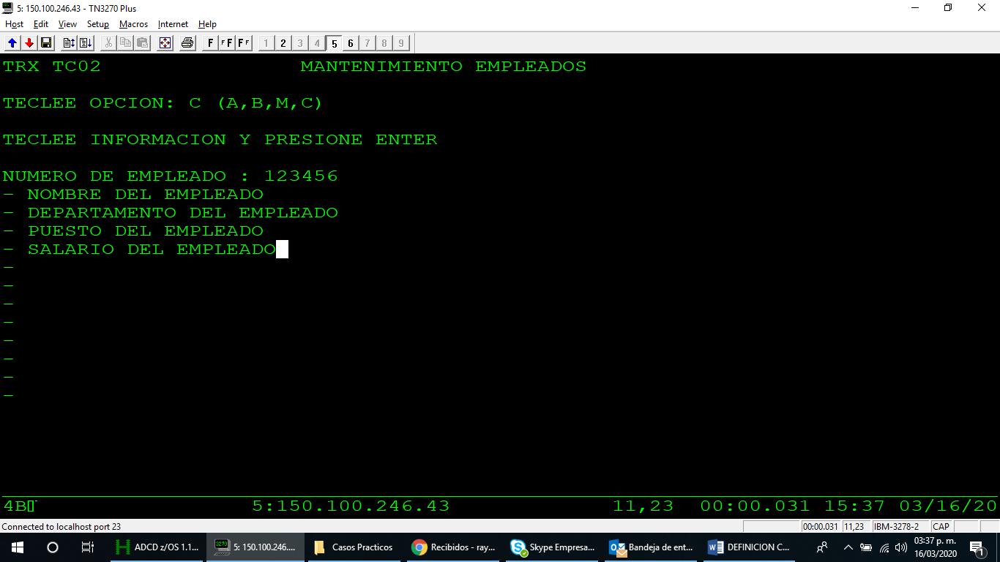 5: 150.100.246.43 - TN3270 Plus
Host Edit View Setup Macros Internet Help
F FF FF 1 2 3 4 5 6 7 8 9
TRX TC02 MANTENIMIENTO EMPLEADOS
TECLEE OPCION: C (A,B,M,C)
TECLEE INFORMACION Y PRESIONE ENTER
NUMERO DE EMPLEADO : 123456
- NOMBRE DEL EMPLEADO
- DEPARTAMENTO DEL EMPLEADO
- PUESTO DEL EMPLEADO
- SALARIO DEL EMPLEADO
-
-
-
-
-
-
-
-
4B 5:150.100.246.43 11,23 00:00.031 15:37 03/16/20
Connected to localhost port 23 00:00.031 11,23 IBM-3278-2 CAP
ADCD z/OS 1.1... 3270 5: 150.100.246.... Casos Practicos Recibidos - ray... Skype Empresa... Bandeja de ent... DEFINICION C... 03:37 p. m.
16/03/2020 1